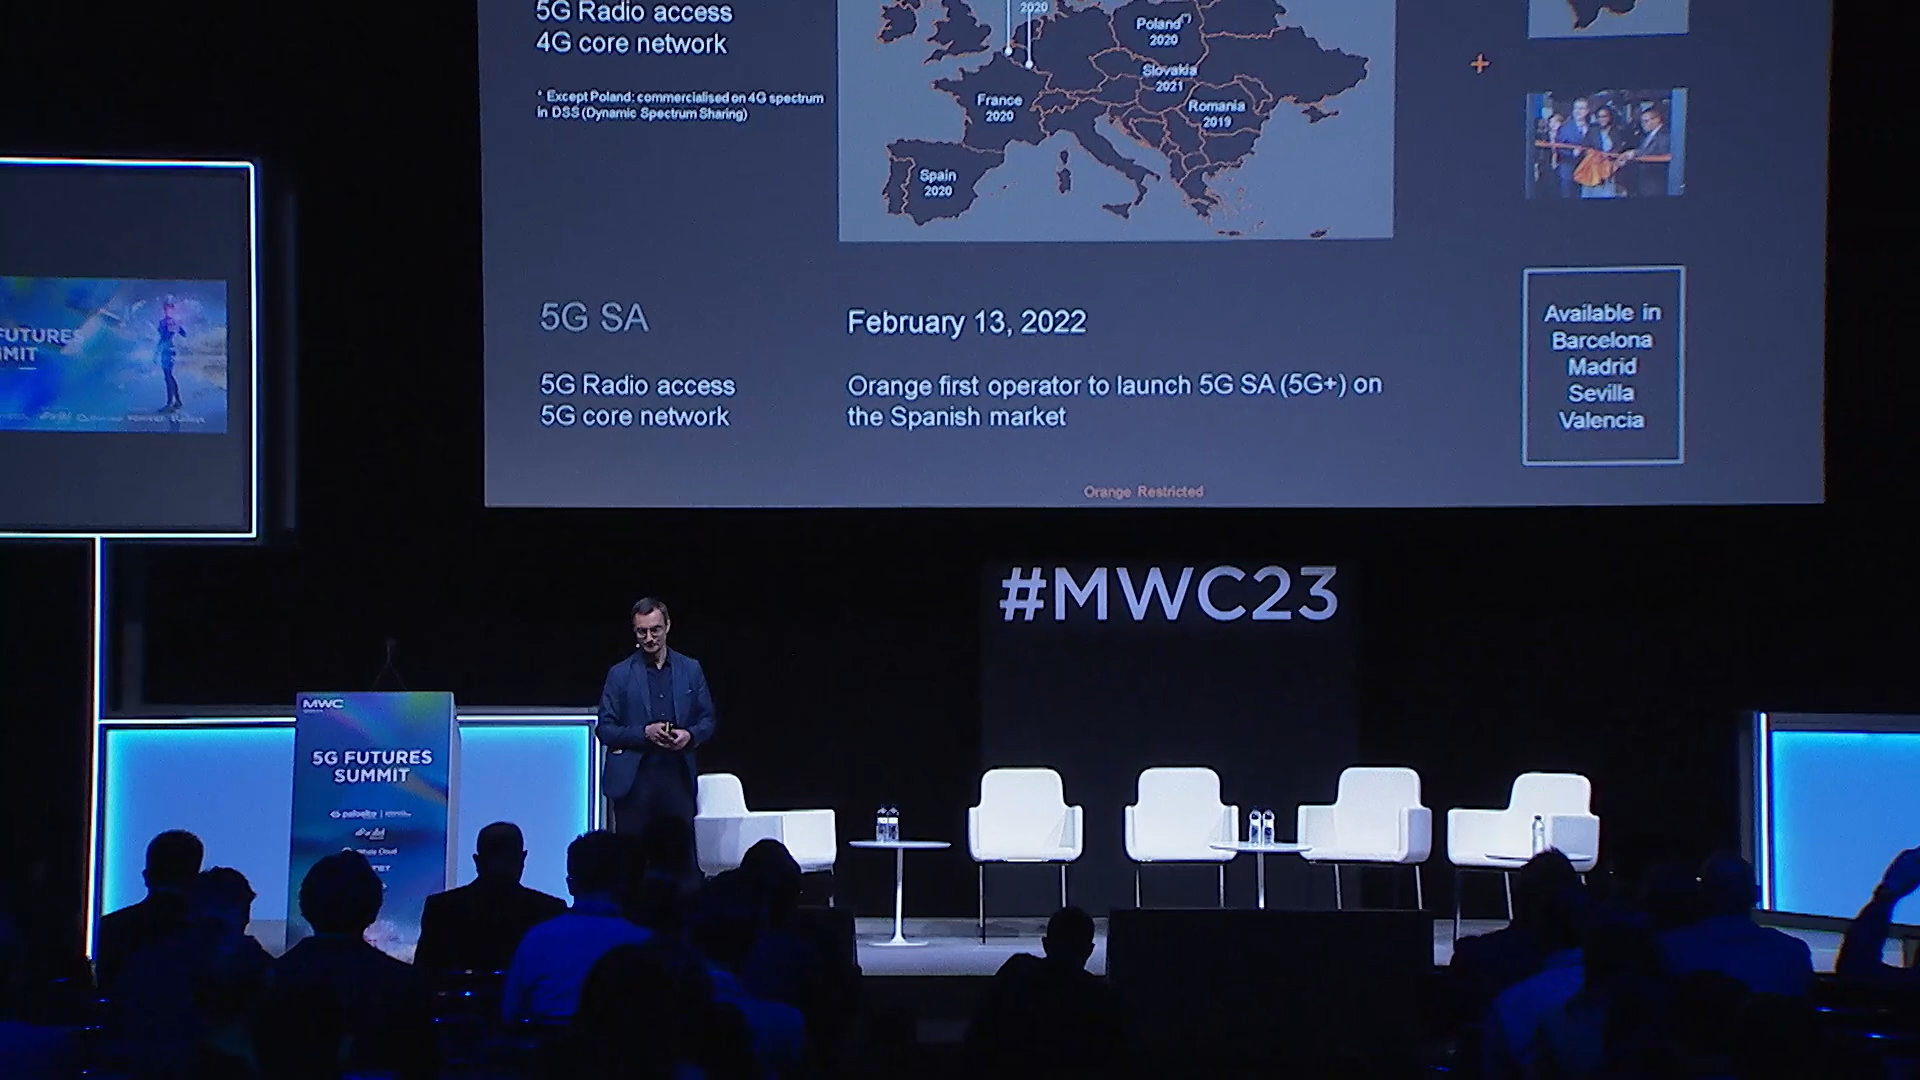 5G Radio access
4G core network
* Except Poland: commercialised on 4G spectrum
in DSS (Dynamic Spectrum Sharing)
2020
Poland(*)
2020
Slovakia
2021
France
2020
Romania
2019
Spain
2020
+
5G SA
February 13, 2022
5G Radio access
5G core network
Orange first operator to launch 5G SA (5G+) on
the Spanish market
Available in
Barcelona
Madrid
Sevilla
Valencia
Orange Restricted
FUTURES
#MWC23
MWC
5G FUTURES
SUMMIT
paloalto
Whale Cloud